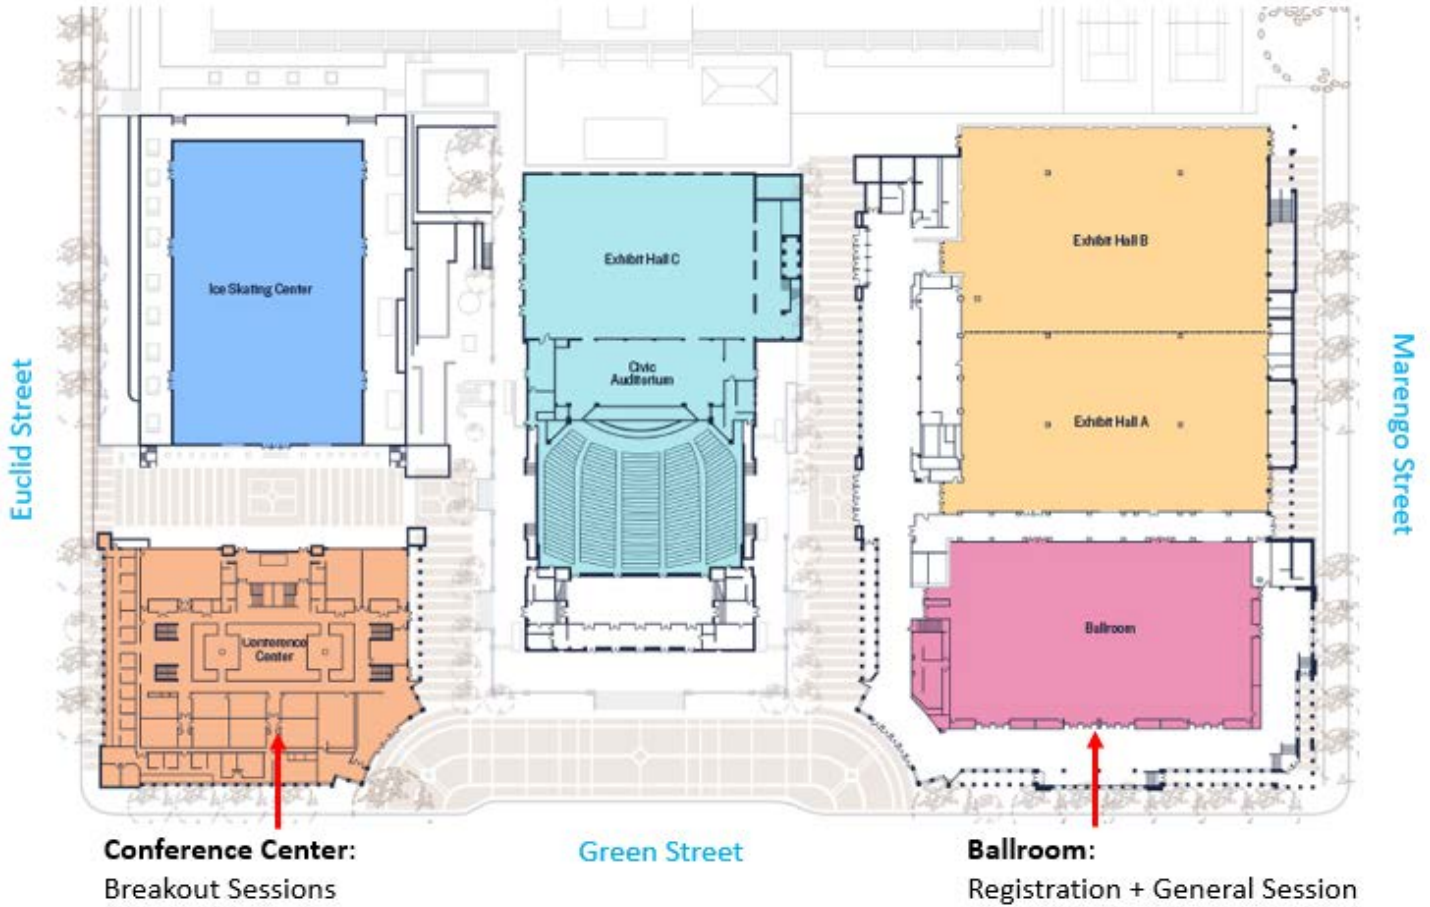 Exhibit Hall B
Exhibit Hall C
Ice Skating Center
Civic
Auditorium
Exhibit Hall A
Euclid Street
Marengo Street
Conference
Center
Ballroom
Conference Center:
Breakout Sessions
Green Street
Ballroom:
Registration + General Session